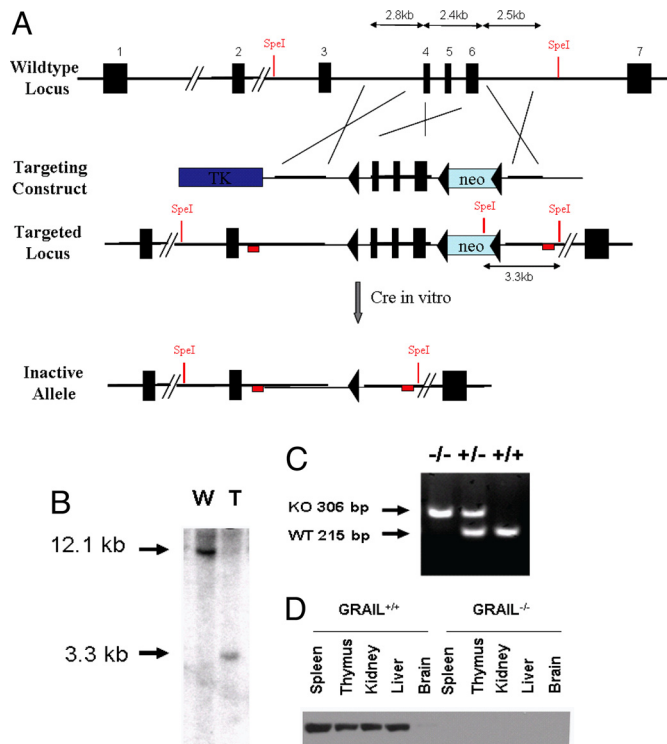 A
2.8kb 2.4kb 2.5kb
1 2 SpeI 3 4 5 6 SpeI 7
Wildtype
Locus
Targeting
Construct
TK
neo
SpeI SpeI SpeI
Targeted
Locus
neo
3.3kb
Cre in vitro
SpeI SpeI
Inactive
Allele
B
W T
12.1 kb
3.3 kb
C
-/- +/- +/+
KO 306 bp
WT 215 bp
D
GRAIL+/+ GRAIL-/-
Spleen Thymus Kidney Liver Brain Spleen Thymus Kidney Liver Brain